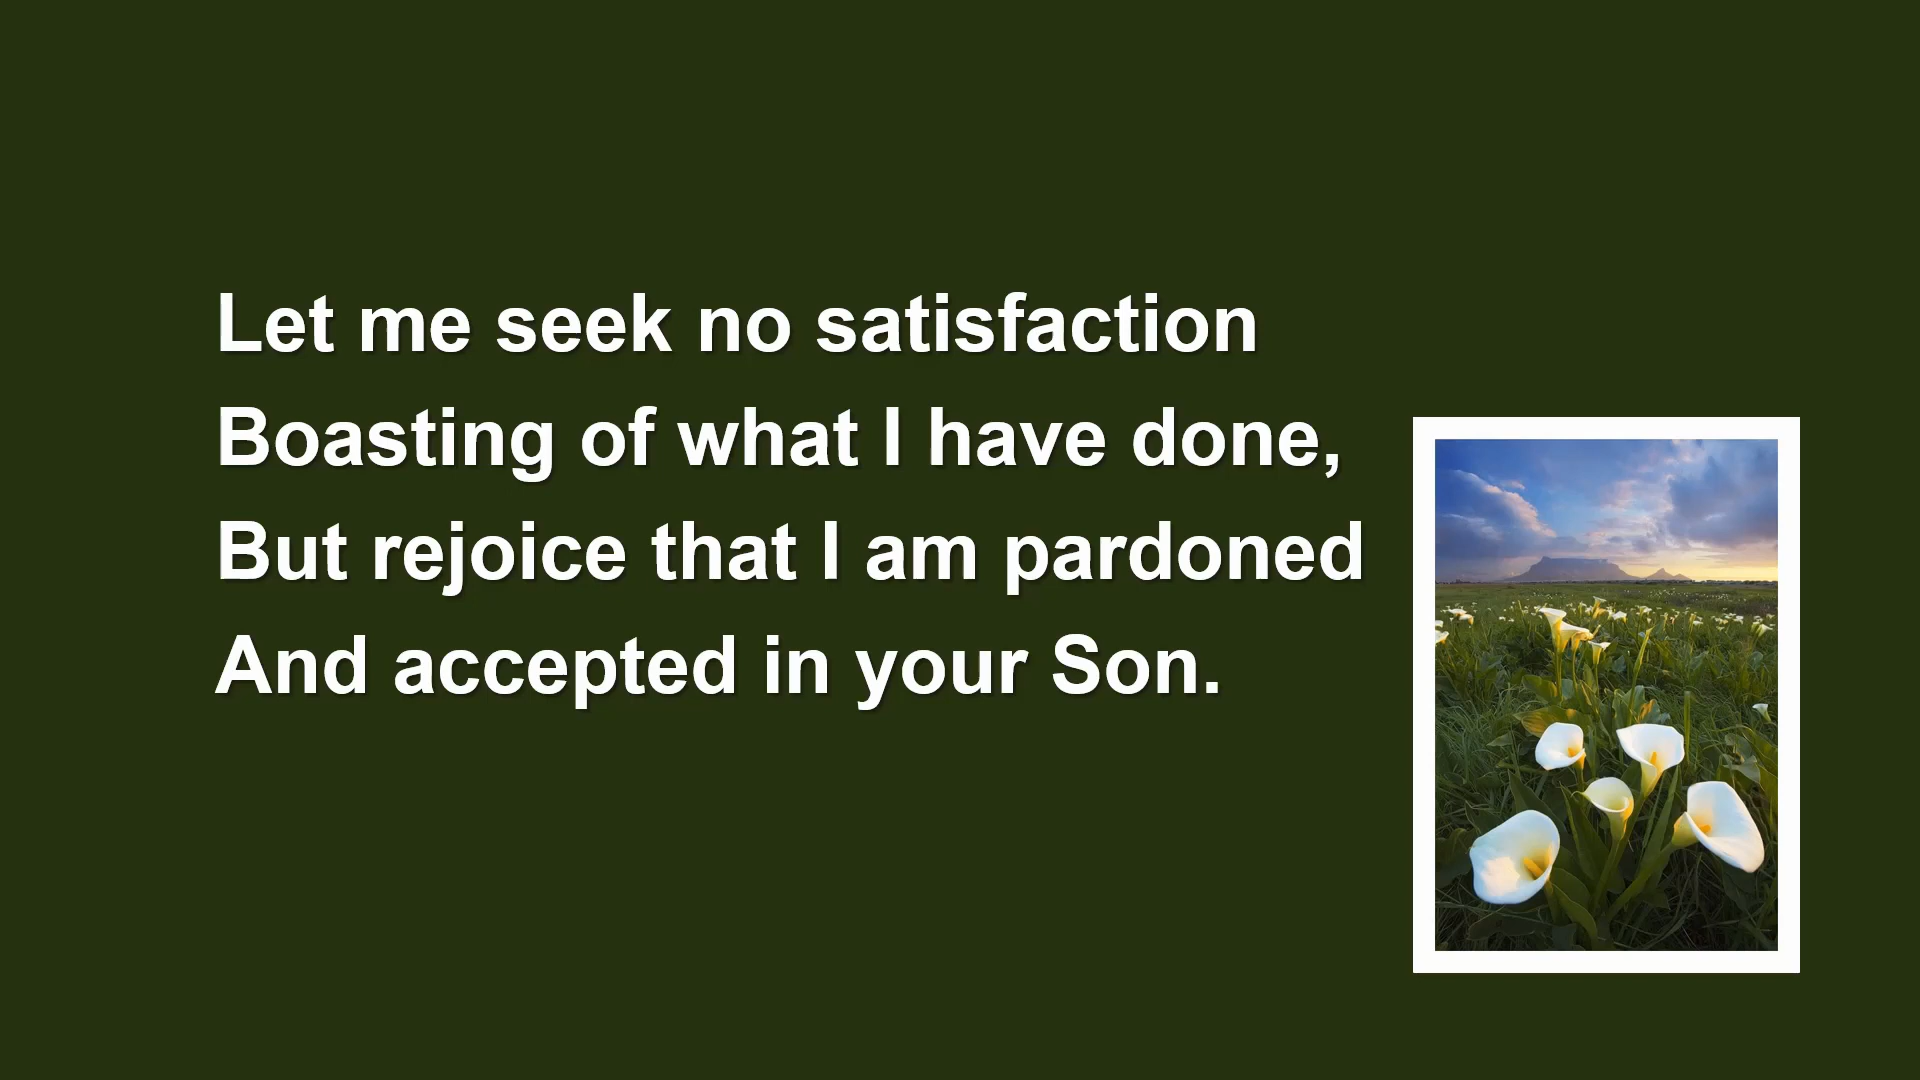 Let me seek no satisfaction
Boasting of what I have done,
But rejoice that I am pardoned
And accepted in your Son.